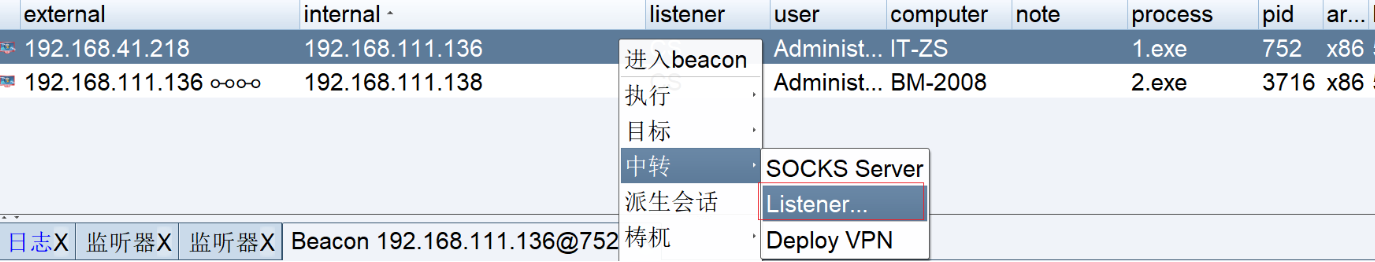 external internal listener user computer note process pid ar...
192.168.41.218 192.168.111.136 Administ... IT-ZS 1.exe 752 x86
192.168.111.136 192.168.111.138 Administ... BM-2008 2.exe 3716 x86
进入beacon
执行
目标
中转
派生会话
梼杌
SOCKS Server
Listener...
Deploy VPN
日志X 监听器X 监听器X Beacon 192.168.111.136@752